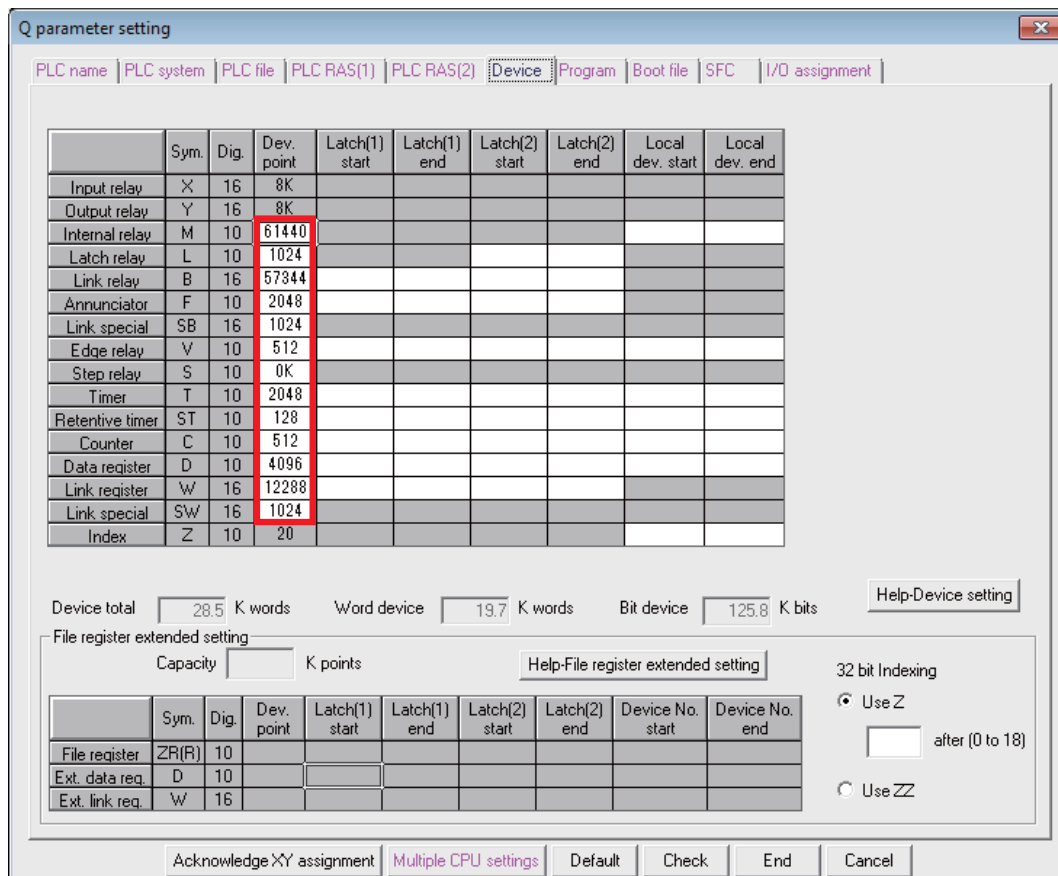 Q parameter setting
PLC name PLC system PLC file PLC RAS(1) PLC RAS(2) Device Program Boot file SFC I/O assignment
Sym. Dig. Dev. point Latch(1) start Latch(1) end Latch(2) start Latch(2) end Local dev. start Local dev. end
Input relay X 16 8K
Output relay Y 16 8K
Internal relay M 10 61440
Latch relay L 10 1024
Link relay B 16 57344
Annunciator F 10 2048
Link special SB 16 1024
Edge relay V 10 512
Step relay S 10 0K
Timer T 10 2048
Retentive timer ST 10 128
Counter C 10 512
Data register D 10 4096
Link register W 16 12288
Link special SW 16 1024
Index Z 10 20
Device total 28.5 K words Word device 19.7 K words Bit device 125.8 K bits Help-Device setting
File register extended setting
Capacity K points Help-File register extended setting
32 bit Indexing
Use Z
after (0 to 18)
Use ZZ
Sym. Dig. Dev. point Latch(1) start Latch(1) end Latch(2) start Latch(2) end Device No. start Device No. end
File register ZR(R) 10
Ext. data reg. D 10
Ext. link reg. W 16
Acknowledge XY assignment Multiple CPU settings Default Check End Cancel